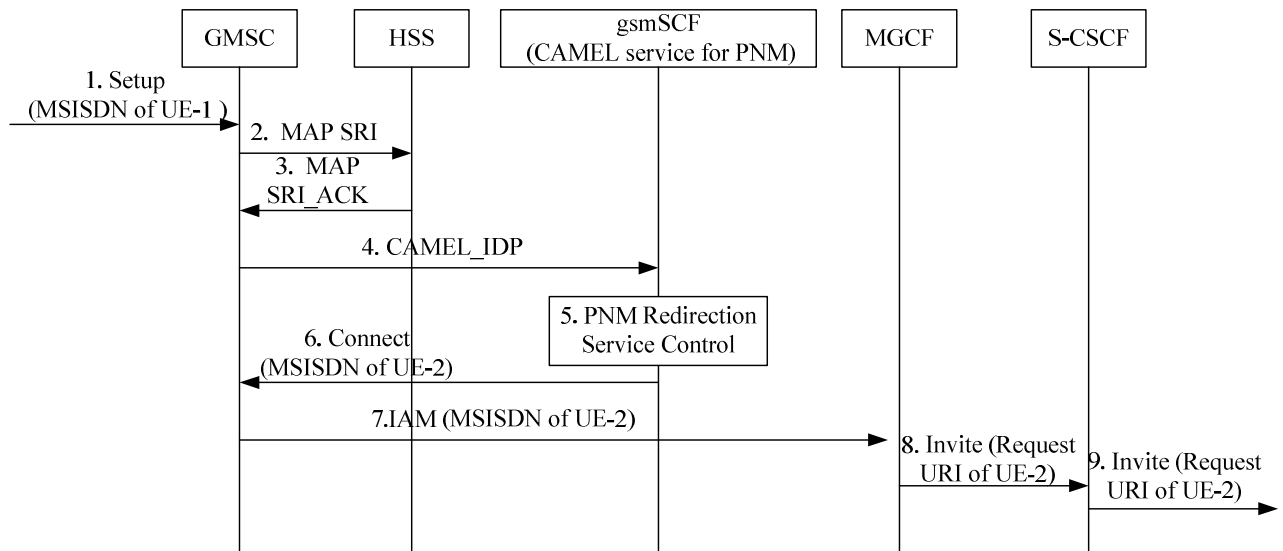 GMSC
HSS
gsmSCF
(CAMEL service for PNM)
MGCF
S-CSCF
1. Setup
(MSISDN of UE-1 )
2. MAP SRI
3. MAP
SRI_ACK
4. CAMEL_IDP
5. PNM Redirection
Service Control
6. Connect
(MSISDN of UE-2)
7.IAM (MSISDN of UE-2)
8. Invite (Request
URI of UE-2)
9. Invite (Request
URI of UE-2)